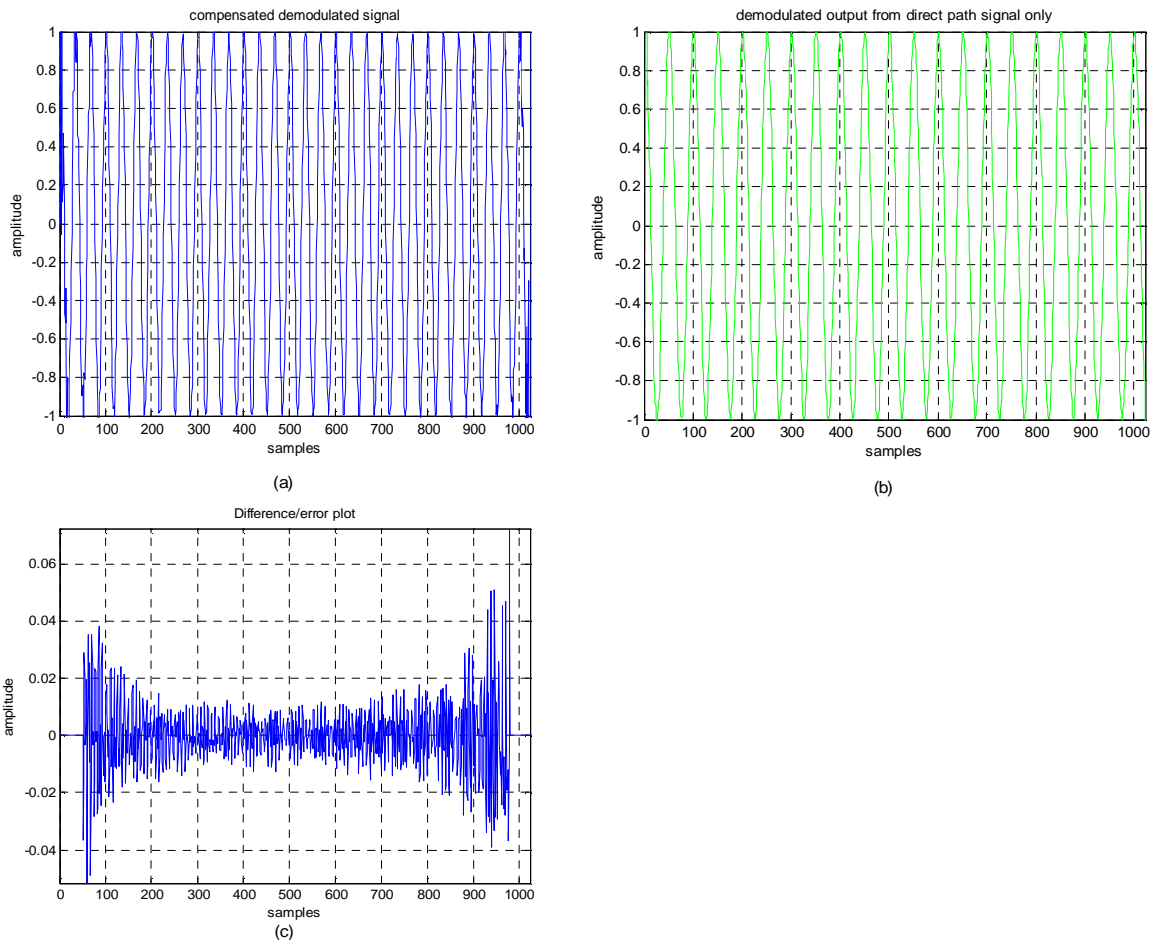 compensated demodulated signal
1
0.8
0.6
0.4
0.2
0
-0.2
-0.4
-0.6
-0.8
-1
amplitude
0 100 200 300 400 500 600 700 800 900 1000
samples
(a)
demodulated output from direct path signal only
1
0.8
0.6
0.4
0.2
0
-0.2
-0.4
-0.6
-0.8
-1
amplitude
0 100 200 300 400 500 600 700 800 900 1000
samples
(b)
Difference/error plot
0.06
0.04
0.02
0
-0.02
-0.04
amplitude
0 100 200 300 400 500 600 700 800 900 1000
samples
(c)